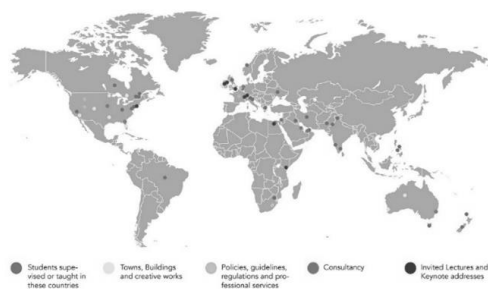 Students supe-
vised or taught in
these countries
Towns, Buildings
and creative works
Policies, guidelines,
regulations and pro-
fessional services
Consultancy
Invited Lectures and
Keynote addresses